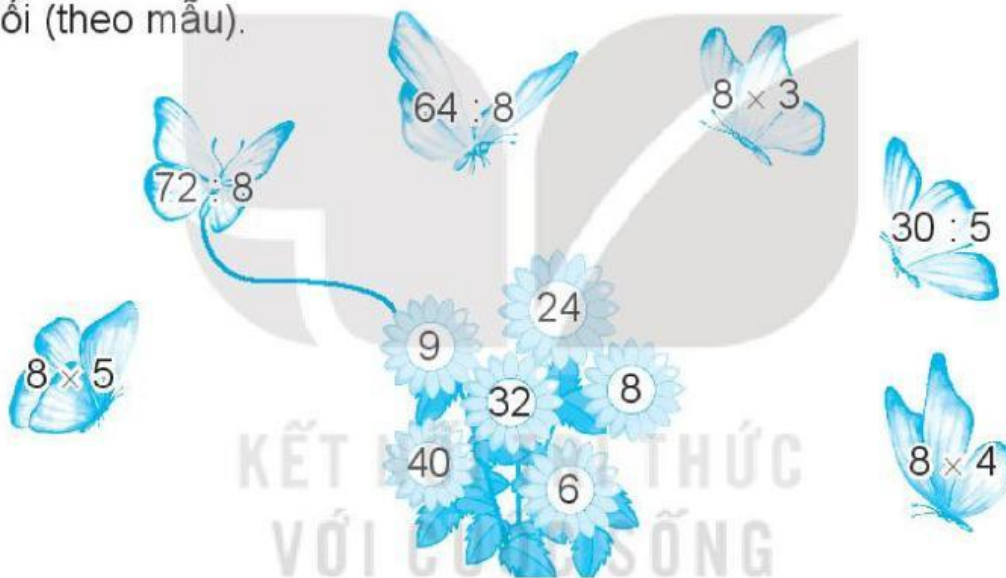 ối (theo mẫu).
64 : 8
8 × 3
72 : 8
30 : 5
24
9
8
8 × 5
32
40
6
8 × 4
KẾT THỨC
VỚI SỐNG